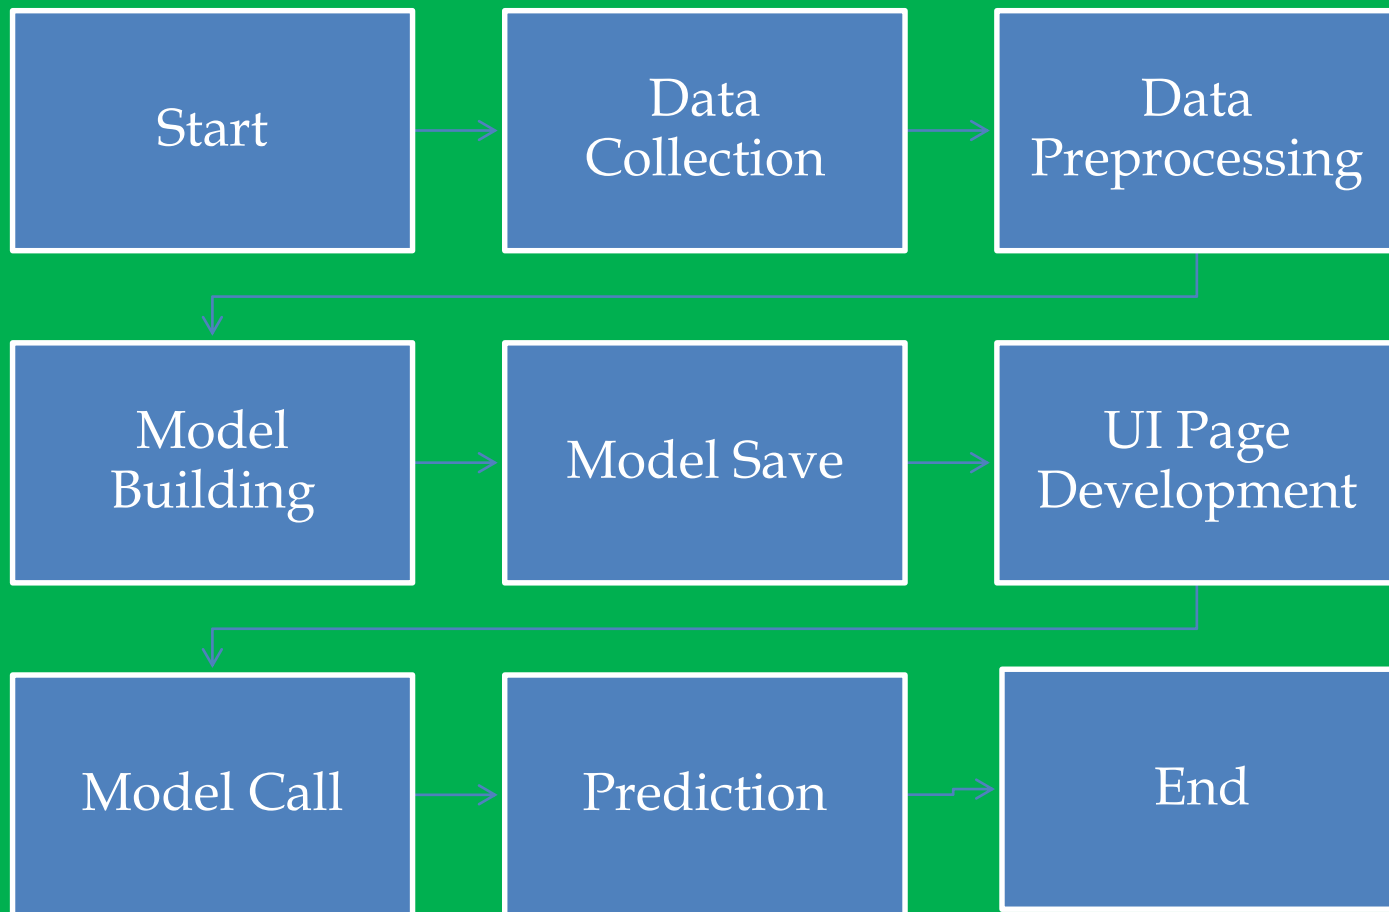 Start
Data
Collection
Data
Preprocessing
Model
Building
Model Save
UI Page
Development
Model Call
Prediction
End